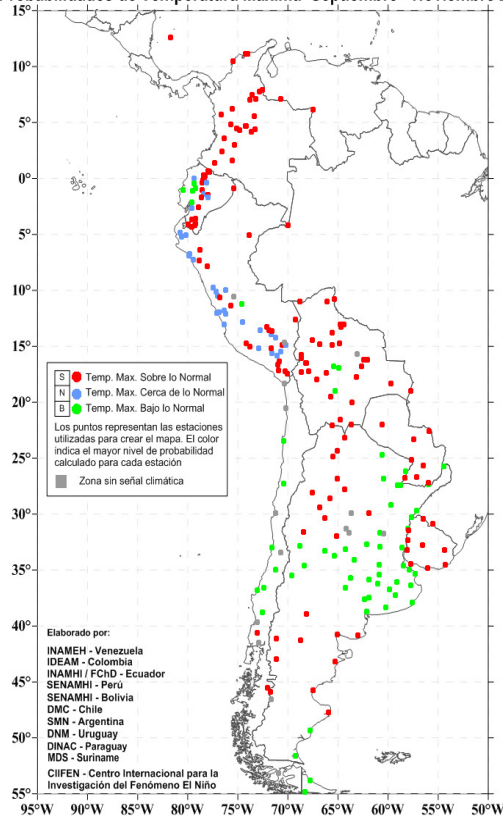 Probabilidades de Temperatura Máxima Septiembre - Noviembre
15°
10°
5°
0°
5°
10°
15°
20°
25°
30°
35°
40°
45°
50°
55°
S Temp. Max. Sobre lo Normal
N Temp. Max. Cerca de lo Normal
B Temp. Max. Bajo lo Normal
Los puntos representan las estaciones
utilizadas para crear el mapa. El color
indica el mayor nivel de probabilidad
calculado para cada estación
Zona sin señal climática
Elaborado por:
INAMEH - Venezuela
IDEAM - Colombia
INAMHI / FChD - Ecuador
SENAMHI - Perú
SENAMHI - Bolivia
DMC - Chile
SMN - Argentina
DNM - Uruguay
DINAC - Paraguay
MDS - Suriname
CIIFEN - Centro Internacional para la
Investigación del Fenómeno El Niño
95°W 90°W 85°W 80°W 75°W 70°W 65°W 60°W 55°W 50°W